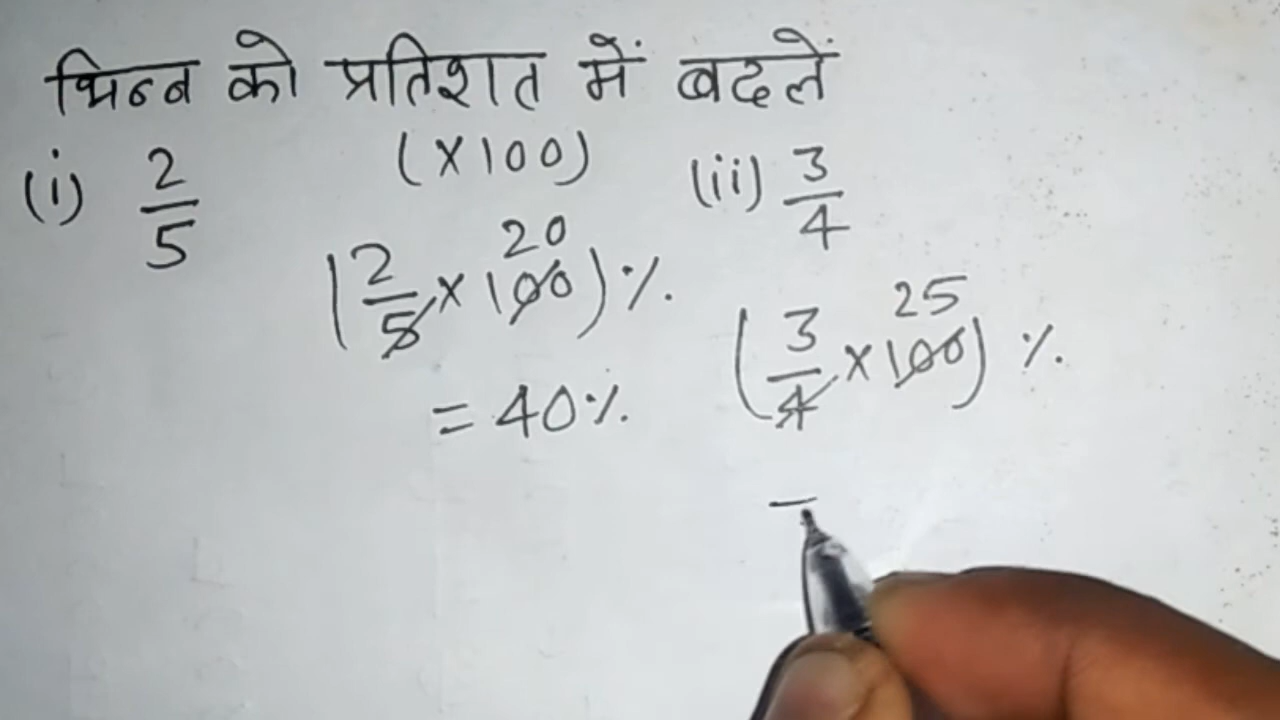 भिन्न को प्रतिशत में बदलें
(×100)
(i) 2/5
(2/5 × 100) % 20
= 40%
(ii) 3/4
(3/4 × 100) % 25